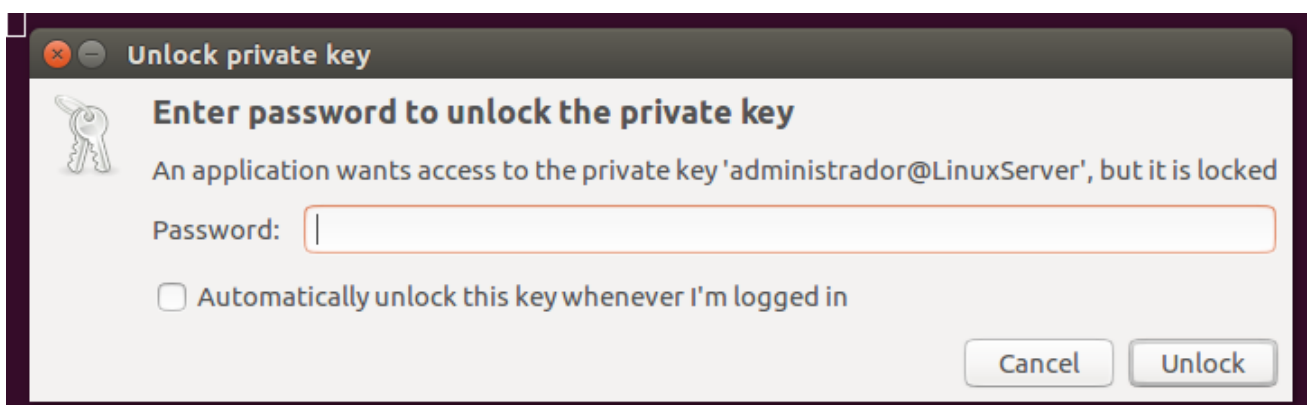 Unlock private key
Enter password to unlock the private key
An application wants access to the private key 'administrador@LinuxServer', but it is locked
Password:
Automatically unlock this key whenever I'm logged in
Cancel Unlock